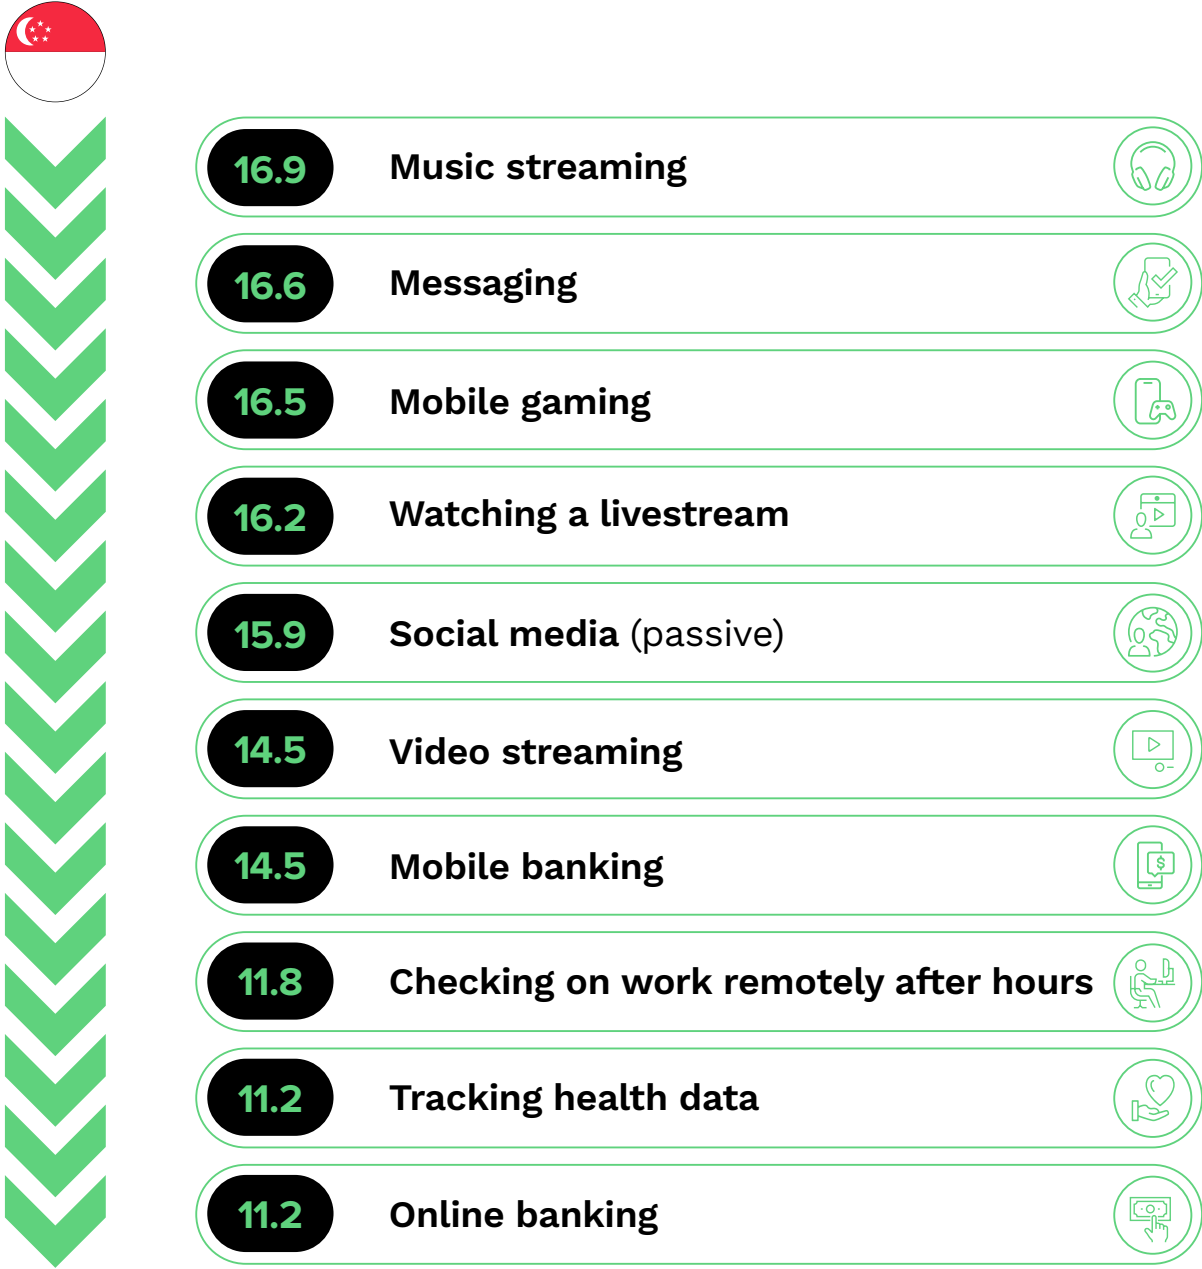 16.9 Music streaming
16.6 Messaging
16.5 Mobile gaming
16.2 Watching a livestream
15.9 Social media (passive)
14.5 Video streaming
14.5 Mobile banking
11.8 Checking on work remotely after hours
11.2 Tracking health data
11.2 Online banking